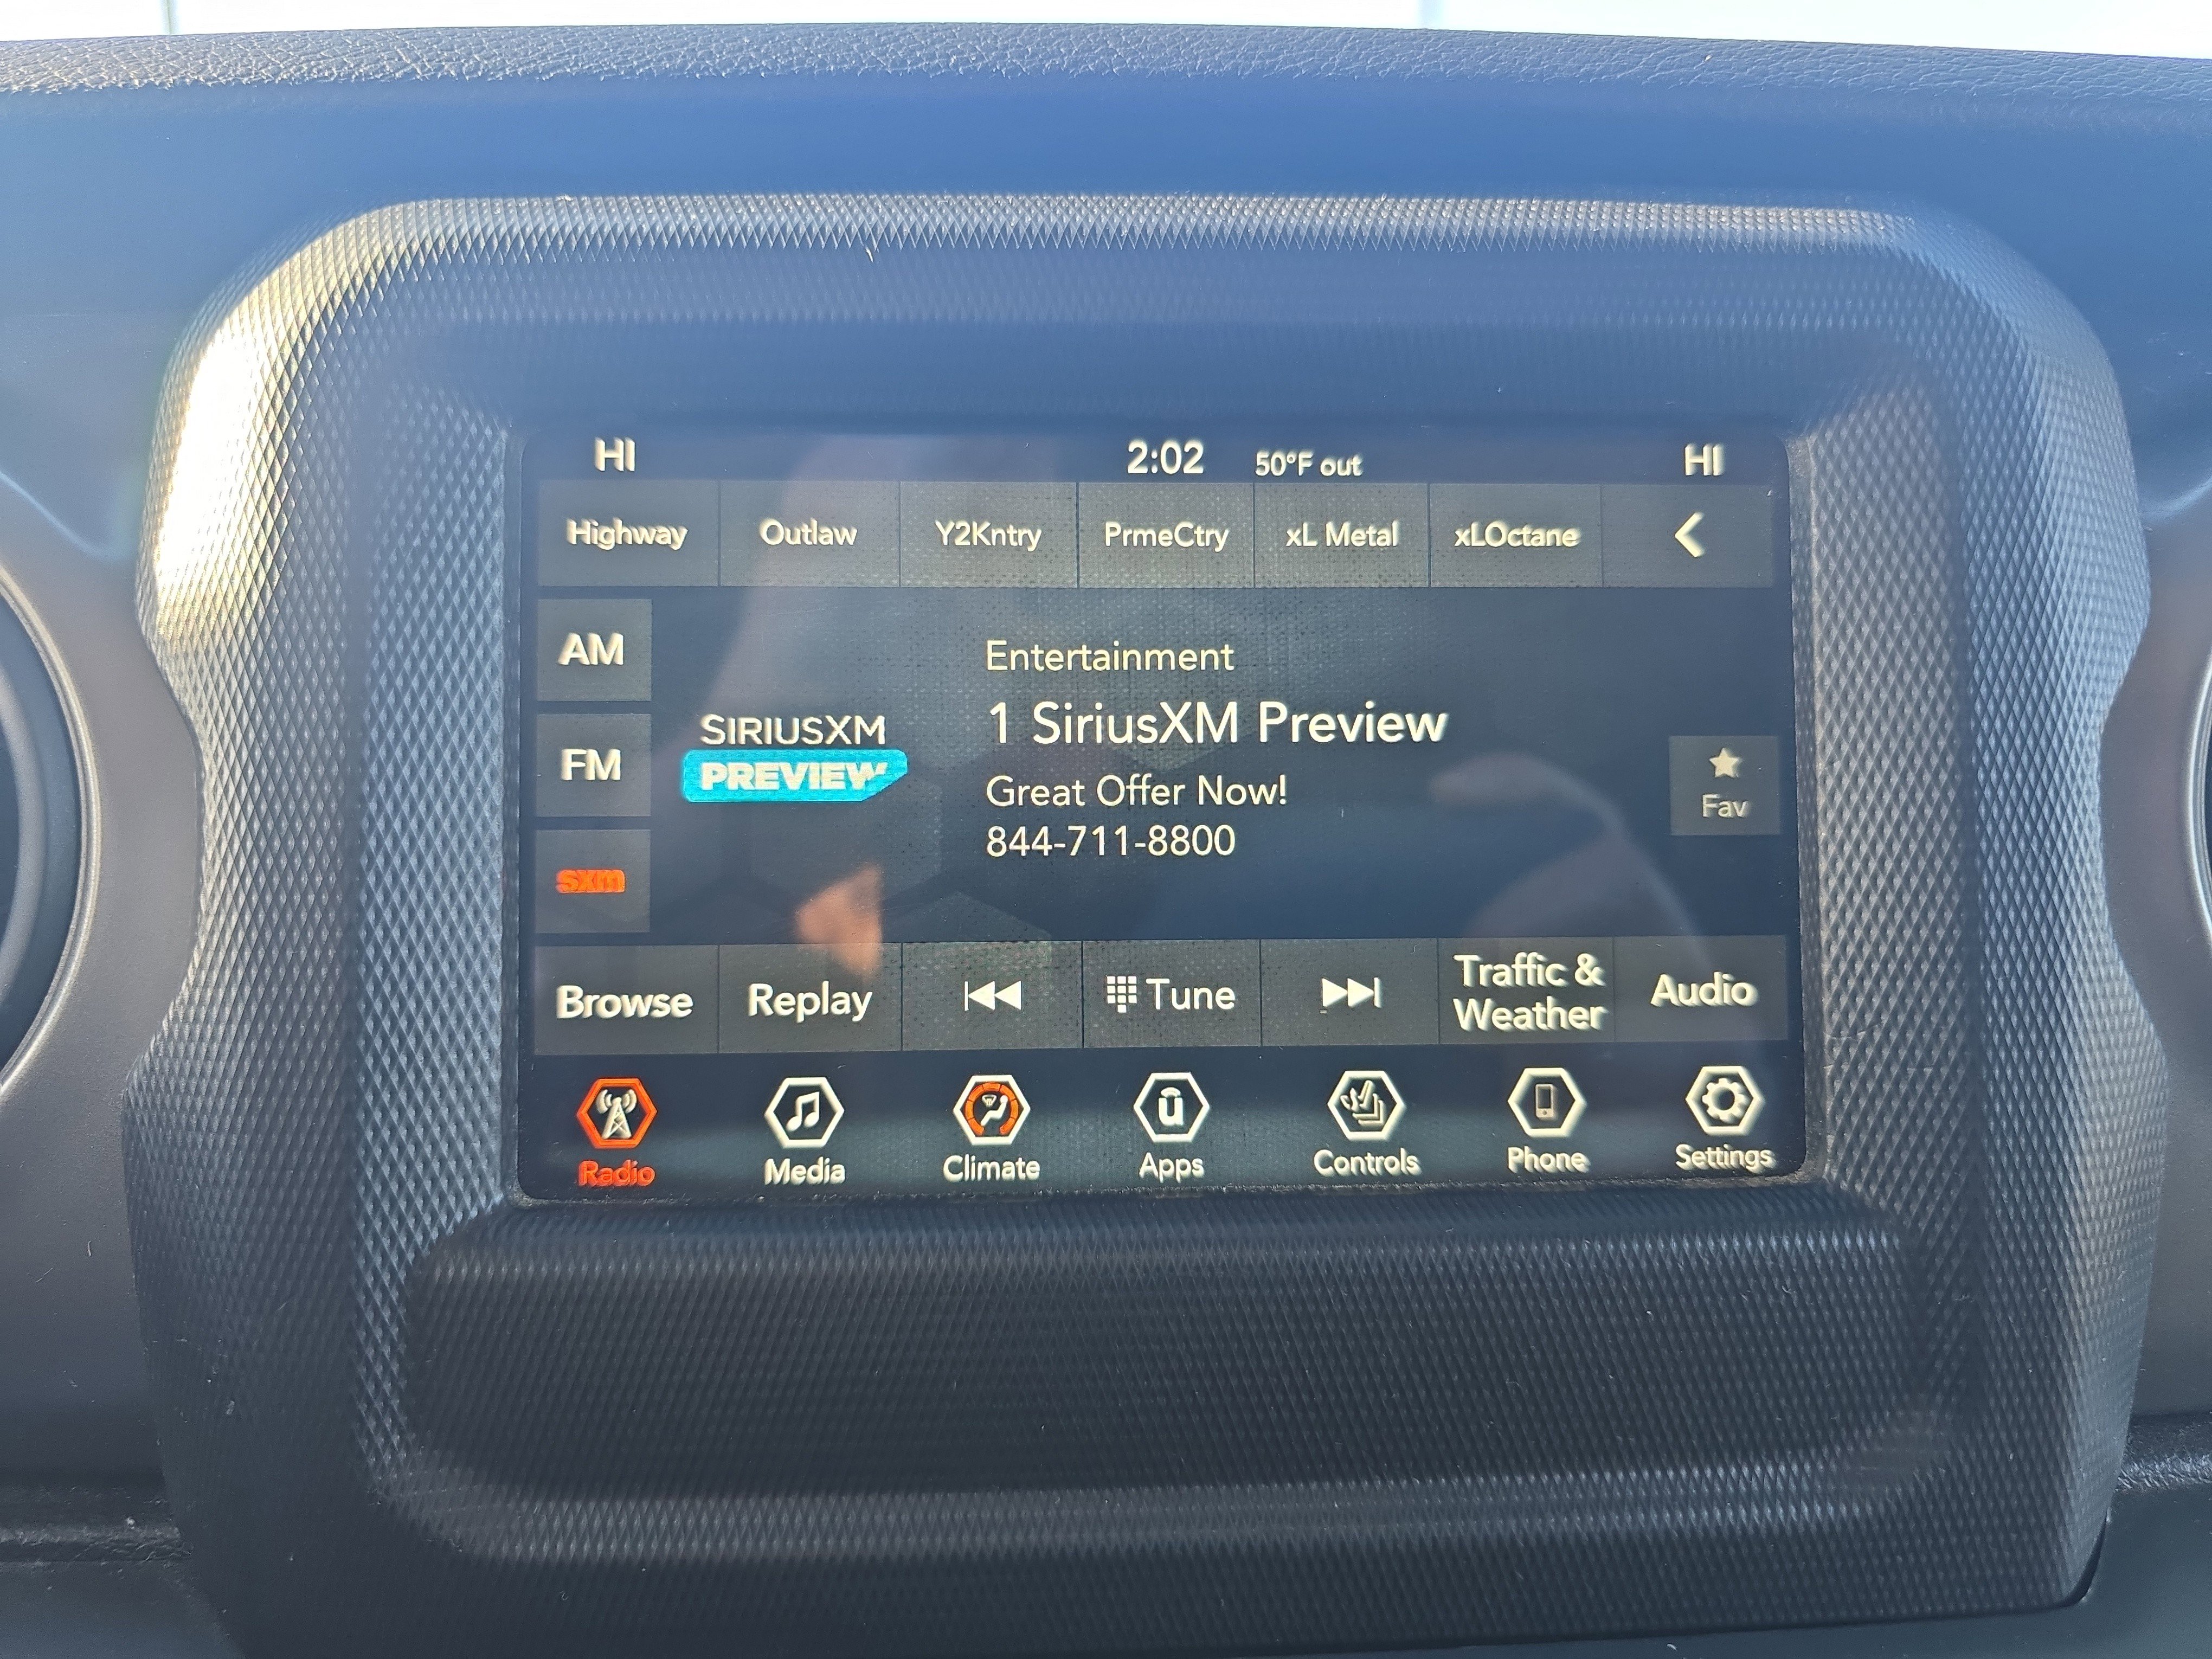 HI 2:02 50°F out HI
Highway Outlaw Y2Kntry PrmeCtry xL Metal xLOctane
AM
FM
sxm
SIRIUSXM
PREVIEW
Entertainment
1 SiriusXM Preview
Great Offer Now!
844-711-8800
Fav
Browse Replay Tune Traffic & Weather Audio
Radio Media Climate Apps Controls Phone Settings